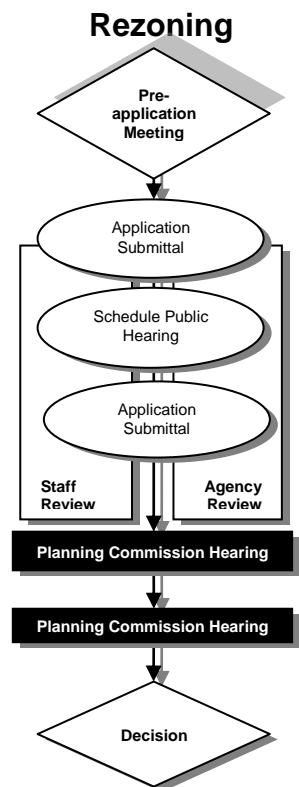 Rezoning
Pre-
application
Meeting
Application
Submittal
Schedule Public
Hearing
Application
Submittal
Staff
Review
Agency
Review
Planning Commission Hearing
Planning Commission Hearing
Decision